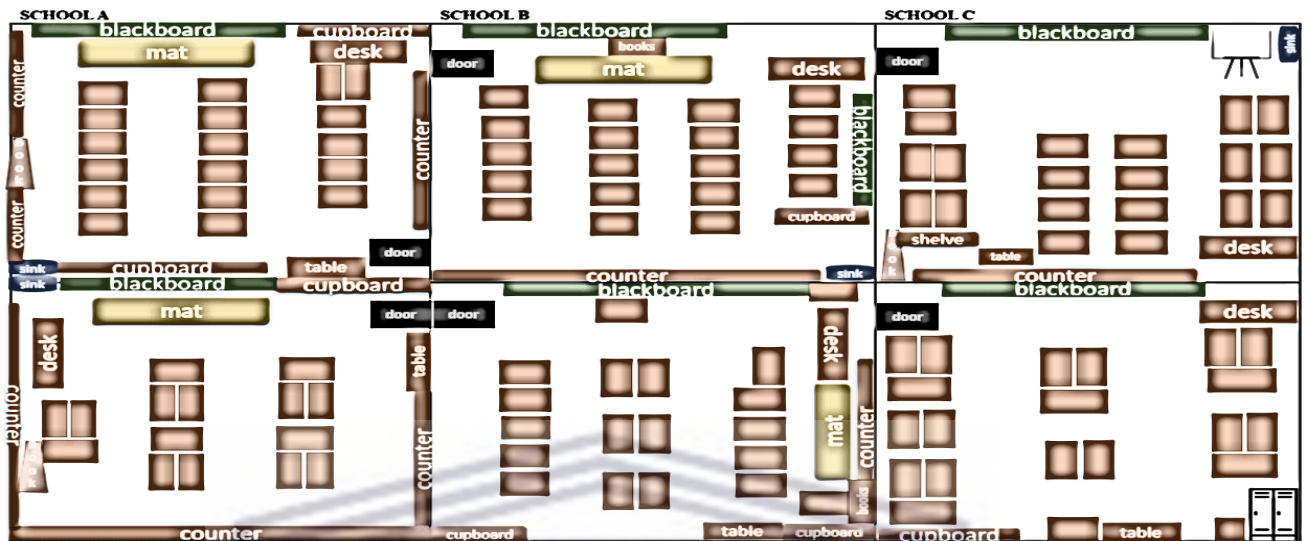 SCHOOL A
blackboard
cupboard
mat
desk
counter
counter
counter
door
sink
cupboard
table
SCHOOL B
blackboard
books
door
mat
desk
blackboard
cupboard
counter
sink
SCHOOL C
blackboard
sink
door
shelve
desk
table
counter
sink
blackboard
cupboard
mat
door
desk
table
counter
counter
counter
blackboard
door
desk
mat
counter
books
cupboard
table
cupboard
blackboard
desk
door
cupboard
table